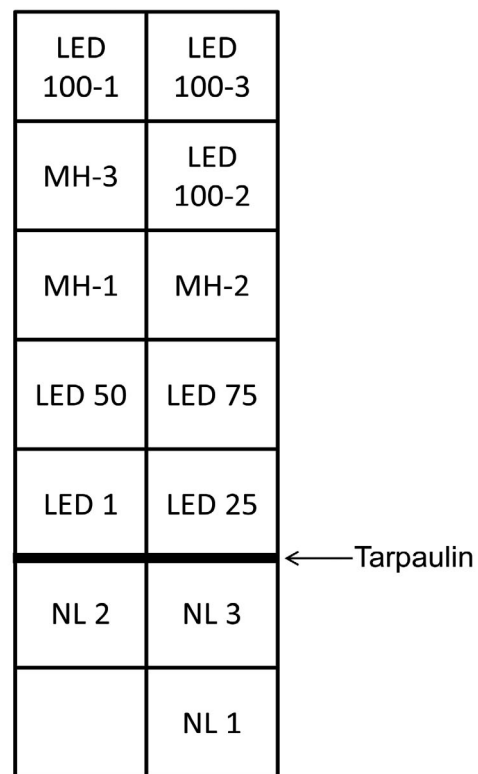 LED
100-1
LED
100-3
MH-3
LED
100-2
MH-1
MH-2
LED 50
LED 75
LED 1
LED 25
Tarpaulin
NL 2
NL 3
NL 1